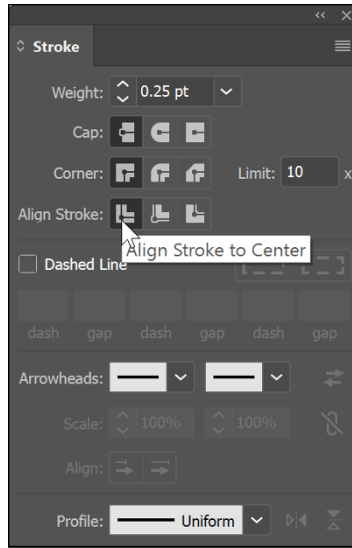 Stroke
Weight: 0.25 pt
Cap:
Corner: Limit: 10 x
Align Stroke:
Align Stroke to Center
Dashed Line
dash gap dash gap dash gap
Arrowheads:
Scale: 100% 100%
Align:
Profile: Uniform